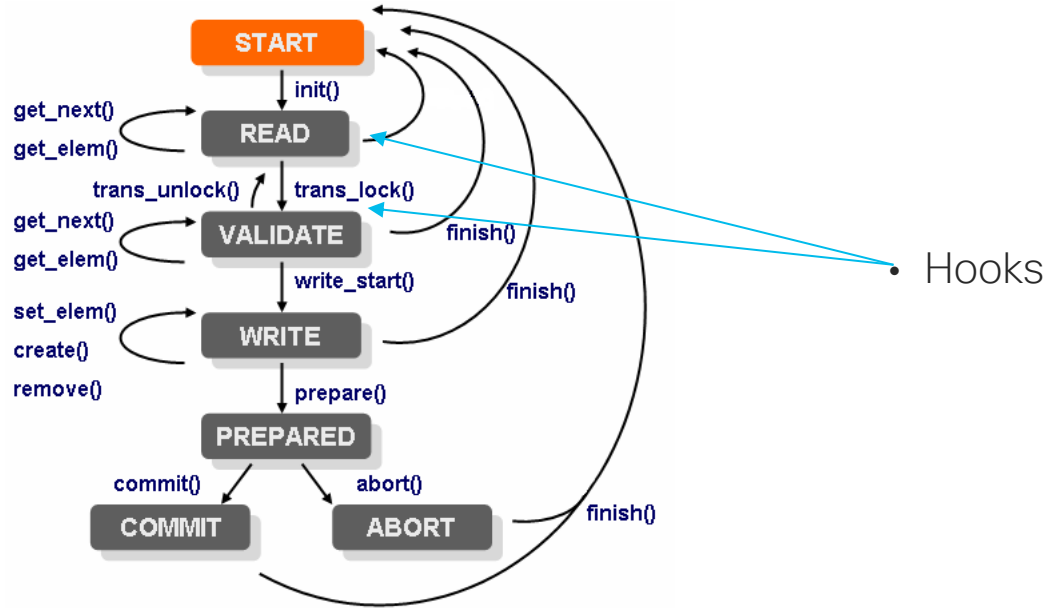 START
init()
get_next()
get_elem()
READ
trans_unlock()
trans_lock()
get_next()
get_elem()
VALIDATE
finish()
• Hooks
write_start()
finish()
set_elem()
create()
remove()
WRITE
prepare()
PREPARED
commit()
abort()
COMMIT
ABORT
finish()